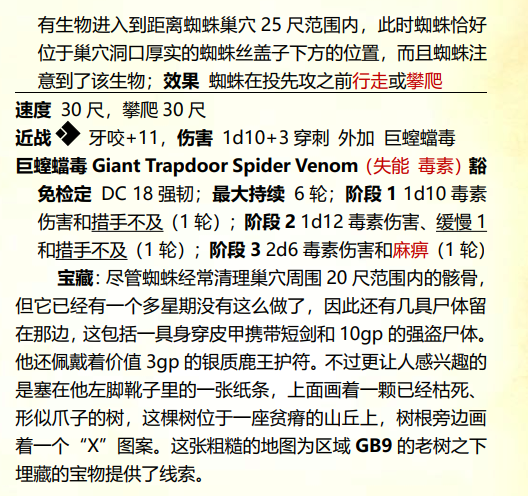 有生物进入到距离蜘蛛巢穴 25 尺范围内，此时蜘蛛恰好
位于巢穴洞口厚实的蜘蛛丝盖子下方的位置，而且蜘蛛注
意到了该生物；效果 蜘蛛在投先攻之前行走或攀爬
速度 30 尺，攀爬 30 尺
近战 牙咬+11，伤害 1d10+3 穿刺 外加 巨螲蟷毒
巨螲蟷毒 Giant Trapdoor Spider Venom（失能 毒素）豁
免检定 DC 18 强韧；最大持续 6 轮；阶段 1 1d10 毒素
伤害和措手不及（1 轮）；阶段 2 1d12 毒素伤害、缓慢 1
和措手不及（1 轮）；阶段 3 2d6 毒素伤害和麻痹（1 轮）
宝藏：尽管蜘蛛经常清理巢穴周围 20 尺范围内的骸骨，
但它已经有一个多星期没有这么做了，因此还有几具尸体留
在那边，这包括一具身穿皮甲携带短剑和 10gp 的强盗尸体。
他还佩戴着价值 3gp 的银质鹿王护符。不过更让人感兴趣的
是塞在他左脚靴子里的一张纸条，上面画着一颗已经枯死、
形似爪子的树，这棵树位于一座贫瘠的山丘上，树根旁边画
着一个“X”图案。这张粗糙的地图为区域 GB9 的老树之下
埋藏的宝物提供了线索。